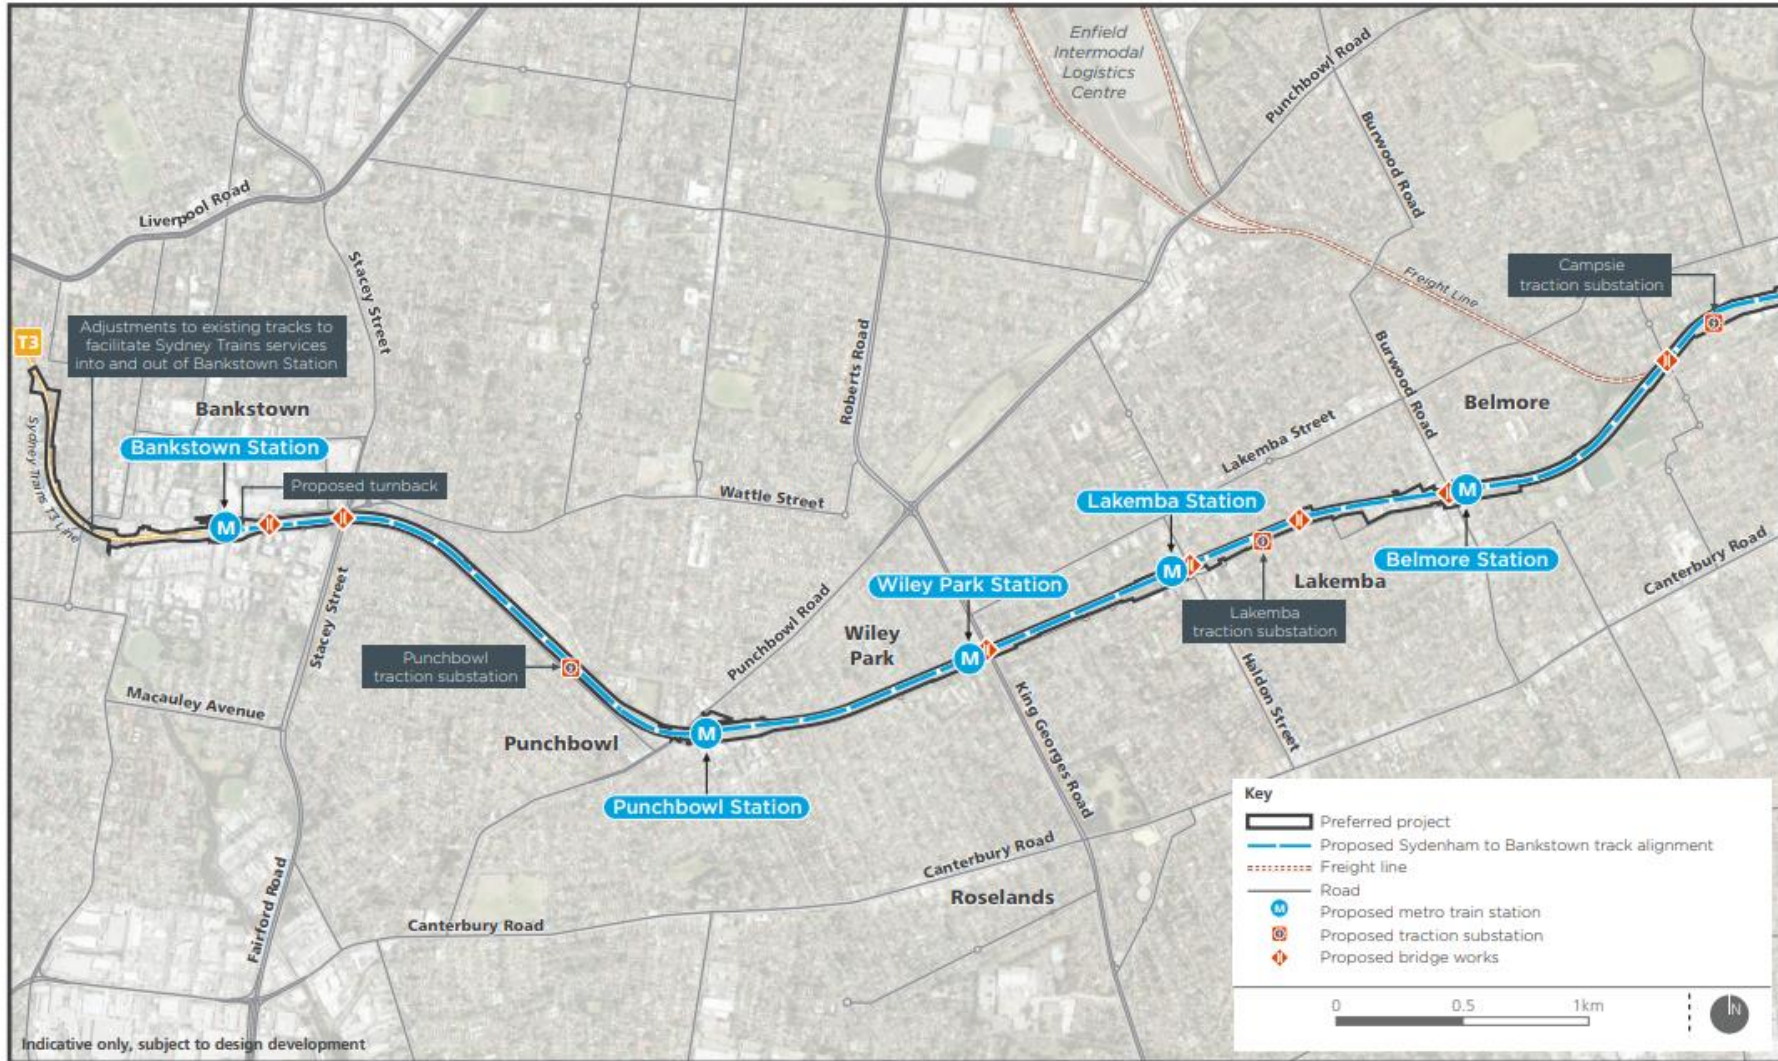 Enfield
Intermodal
Logistics
Centre
Punchbowl Road
Burwood Road
Liverpool Road
Stacey Street
Campsie
traction substation
Freight Line
T3
Adjustments to existing tracks to
facilitate Sydney Trains services
into and out of Bankstown Station
Roberts Road
Burwood Road
Bankstown
Belmore
Sydney Trains T3 Line
Bankstown Station
Lakemba Street
Proposed turnback
Wattle Street
Lakemba Station
M
M
M
M
M
Belmore Station
Canterbury Road
Wiley Park Station
Lakemba
Stacey Street
Lakemba
traction substation
Punchbowl Road
Wiley
Park
Punchbowl
traction substation
Macauley Avenue
King Georges Road
Haldon Street
Punchbowl
Punchbowl Station
Canterbury Road
Roselands
Fairford Road
Canterbury Road
Key
Preferred project
Proposed Sydenham to Bankstown track alignment
Freight line
Road
M Proposed metro train station
Proposed traction substation
Proposed bridge works
0 0.5 1km
N
Indicative only, subject to design development